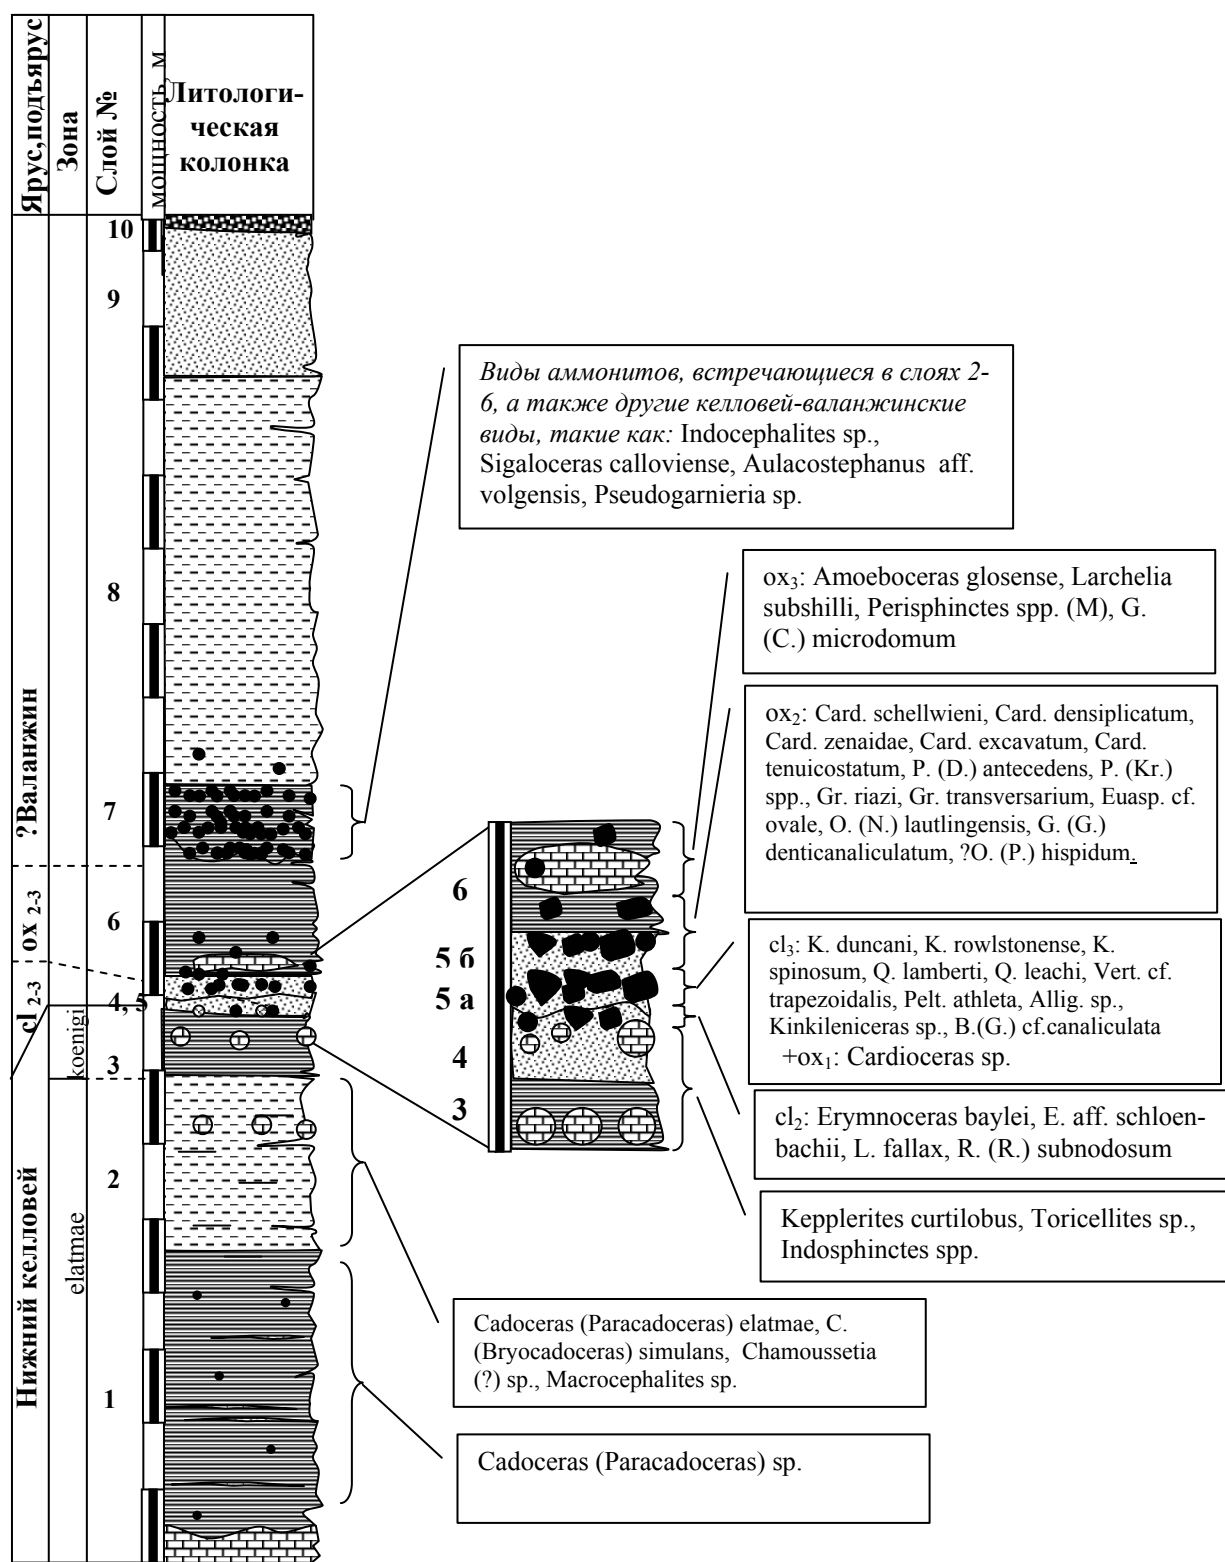 Ярус,подъярус
Зона
Слой №
мощность, м
Литологи-
ческая
колонка
10
9
8
7
6
4, 5
3
2
1
?Валанжин
ox 2-3
cl 2-3
Нижний келловей
koenigi
elatmae
Виды аммонитов, встречающиеся в слоях 2-
6, а также другие келловей-валанжинские
виды, такие как: Indocephalites sp.,
Sigaloceras calloviense, Aulacostephanus aff.
volgensis, Pseudogarnieria sp.
6
5 б
5 а
4
3
ox₃: Amoeboceras glosense, Larchelia
subshilli, Perisphinctes spp. (M), G.
(C.) microdomum
ox₂: Card. schellwieni, Card. densiplicatum,
Card. zenaidae, Card. excavatum, Card.
tenuicostatum, P. (D.) antecedens, P. (Kr.)
spp., Gr. riazi, Gr. transversarium, Euasp. cf.
ovale, O. (N.) lautlingensis, G. (G.)
denticanaliculatum, ?O. (P.) hispidum.
cl₃: K. duncani, K. rowlstonense, K.
spinosum, Q. lamberti, Q. leachi, Vert. cf.
trapezoidalis, Pelt. athleta, Allig. sp.,
Kinkileniceras sp., B.(G.) cf.canaliculata
+ox₁: Cardioceras sp.
cl₂: Erymnoceras baylei, E. aff. schloen-
bachii, L. fallax, R. (R.) subnodosum
Kepplerites curtilobus, Toricellites sp.,
Indosphinctes spp.
Cadoceras (Paracadoceras) elatmae, C.
(Bryocadoceras) simulans, Chamoussetia
(?) sp., Macrocephalites sp.
Cadoceras (Paracadoceras) sp.